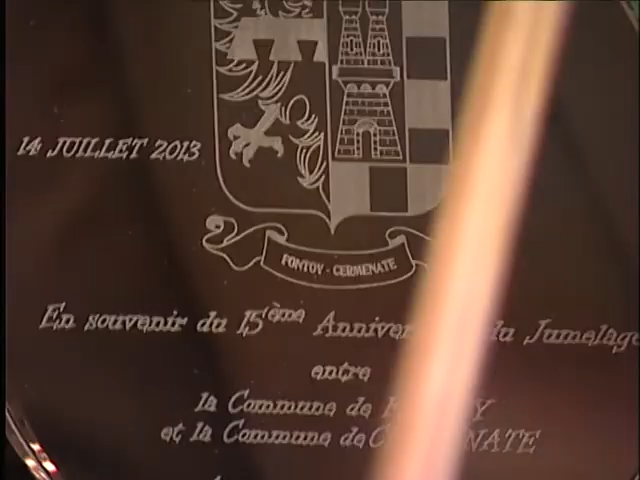 14 JUILLET 2013
FONTOY - CERMENATE
En souvenir du 15ème du Jumelage
entre
la Commune de
et la Commune de